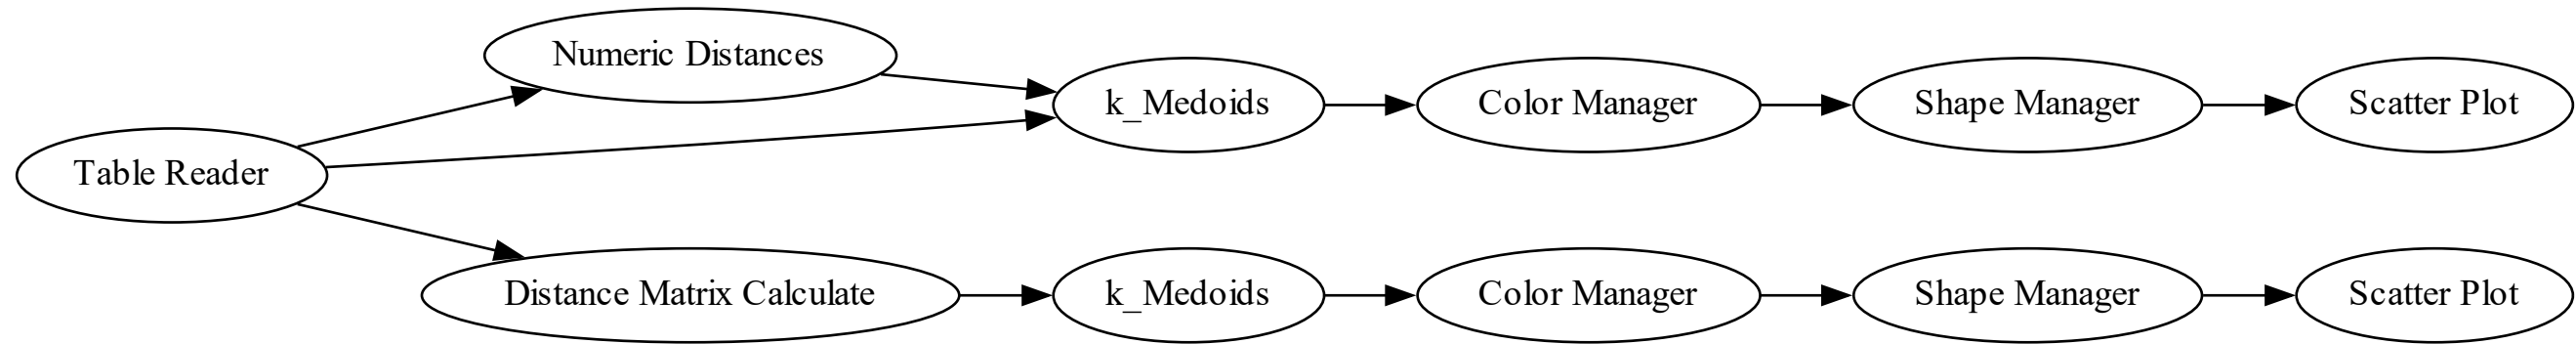 Numeric Distances
k_Medoids
Color Manager
Shape Manager
Scatter Plot
Table Reader
Distance Matrix Calculate
k_Medoids
Color Manager
Shape Manager
Scatter Plot